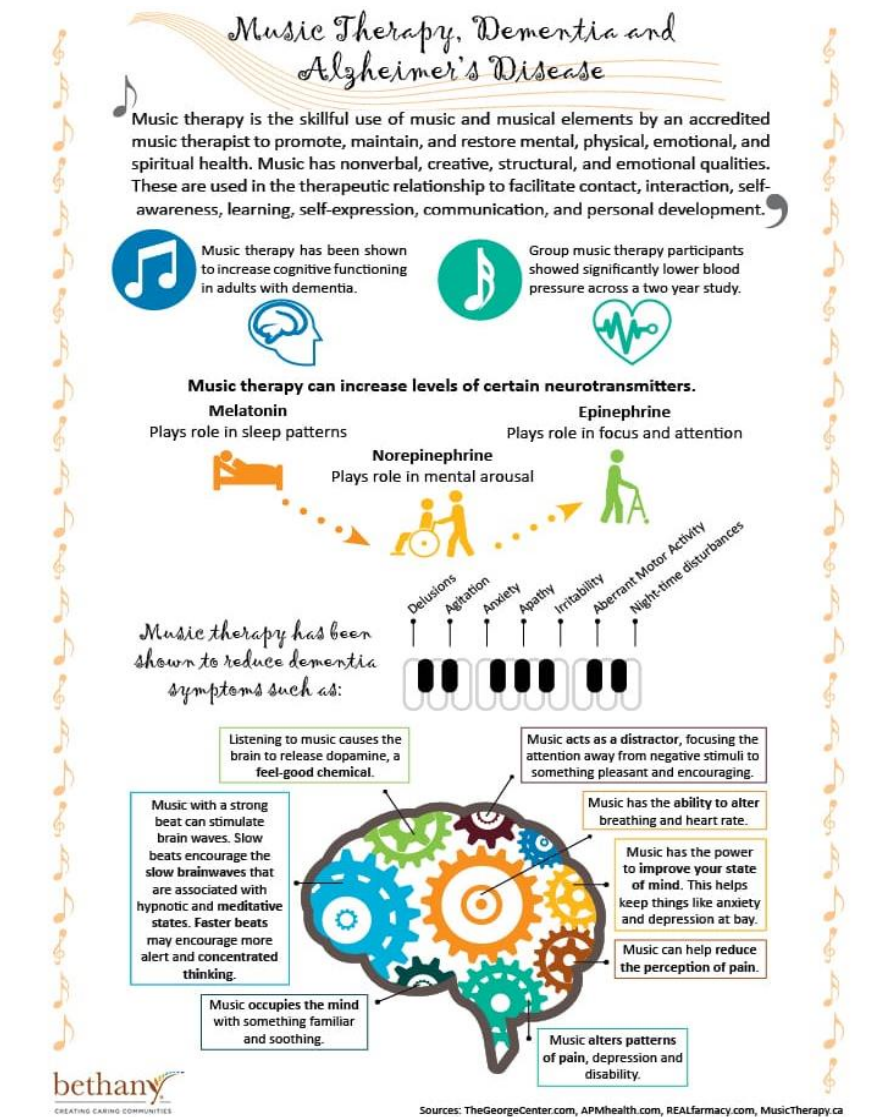 Music Therapy, Dementia and
Alzheimer's Disease
Music therapy is the skillful use of music and musical elements by an accredited
music therapist to promote, maintain, and restore mental, physical, emotional, and
spiritual health. Music has nonverbal, creative, structural, and emotional qualities.
These are used in the therapeutic relationship to facilitate contact, interaction, self-
awareness, learning, self-expression, communication, and personal development.
Music therapy has been shown
to increase cognitive functioning
in adults with dementia.
Group music therapy participants
showed significantly lower blood
pressure across a two year study.
Music therapy can increase levels of certain neurotransmitters.
Melatonin
Plays role in sleep patterns
Norepinephrine
Plays role in mental arousal
Epinephrine
Plays role in focus and attention
Music therapy has been
shown to reduce dementia
symptoms such as:
Delusions
Agitation
Anxiety
Apathy
Irritability
Aberrant Motor Activity
Night-time disturbances
Listening to music causes the
brain to release dopamine, a
feel-good chemical.
Music acts as a distractor, focusing the
attention away from negative stimuli to
something pleasant and encouraging.
Music with a strong
beat can stimulate
brain waves. Slow
beats encourage the
slow brainwaves that
are associated with
hypnotic and meditative
states. Faster beats
may encourage more
alert and concentrated
thinking.
Music has the ability to alter
breathing and heart rate.
Music has the power
to improve your state
of mind. This helps
keep things like anxiety
and depression at bay.
Music can help reduce
the perception of pain.
Music occupies the mind
with something familiar
and soothing.
Music alters patterns
of pain, depression and
disability.
bethany
CREATING CARING COMMUNITIES
Sources: TheGeorgeCenter.com, APMhealth.com, REALfarmacy.com, MusicTherapy.ca